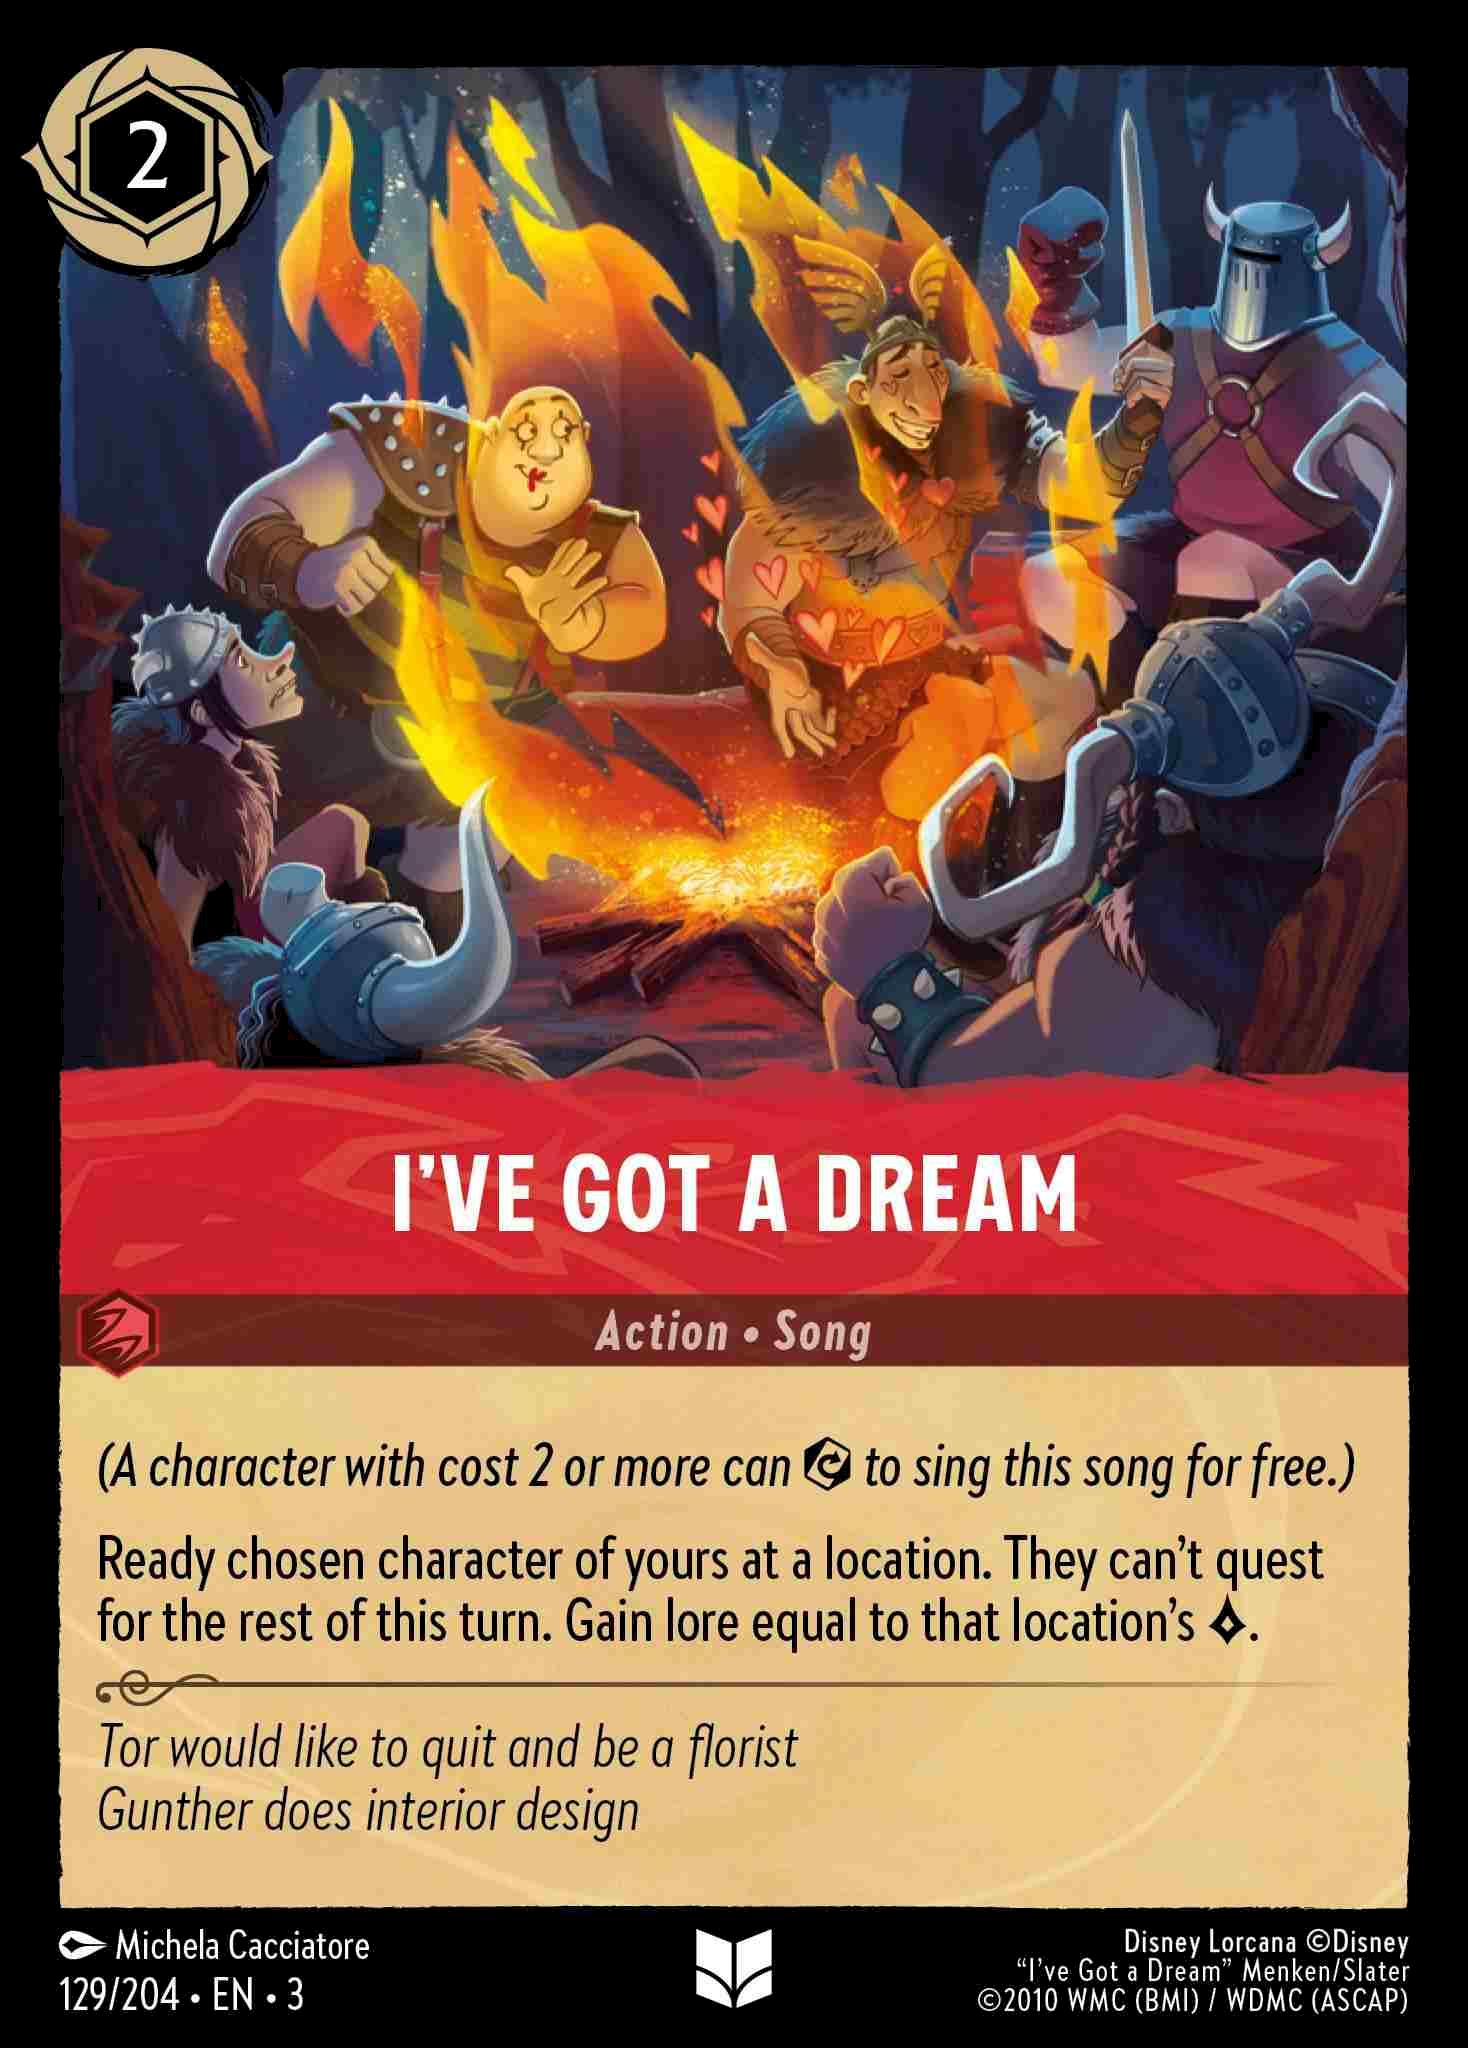 2
I’VE GOT A DREAM
Action • Song
(A character with cost 2 or more can to sing this song for free.)
Ready chosen character of yours at a location. They can’t quest
for the rest of this turn. Gain lore equal to that location’s .
Tor would like to quit and be a florist
Gunther does interior design
Michela Cacciatore
129/204 • EN • 3
Disney Lorcana ©Disney
“I’ve Got a Dream” Menken/Slater
©2010 WMC (BMI) / WDMC (ASCAP)